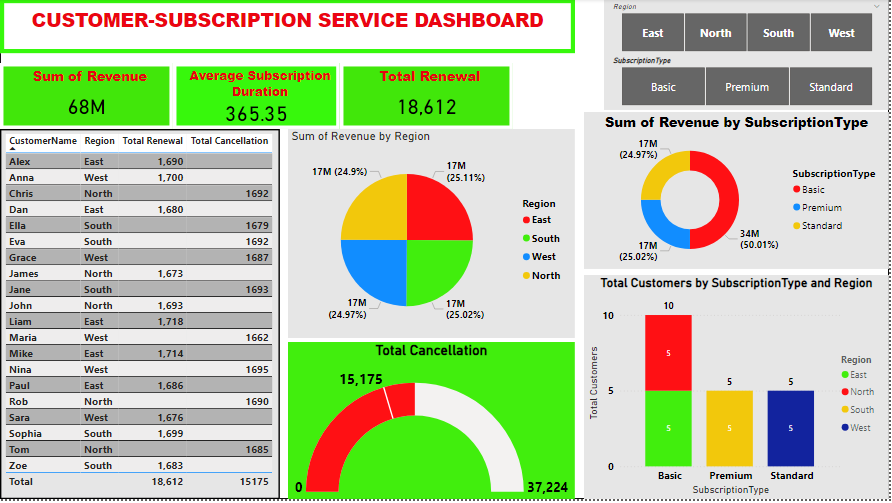 CUSTOMER-SUBSCRIPTION SERVICE DASHBOARD
Region
East North South West
SubscriptionType
Basic Premium Standard
Sum of Revenue
68M
Average Subscription
Duration
365.35
Total Renewal
18,612
CustomerName Region Total Renewal Total Cancellation
Alex East 1,690
Anna West 1,700
Chris North 1692
Dan East 1,680
Ella South 1679
Eva South 1692
Grace West 1687
James North 1,673
Jane South 1693
John North 1,693
Liam East 1,718
Maria West 1662
Mike East 1,714
Nina West 1695
Paul East 1,686
Rob North 1690
Sara West 1,676
Sophia South 1,699
Tom North 1685
Zoe South 1,683
Total 18,612 15175
Sum of Revenue by Region
17M (24.9%)
17M
(25.11%)
17M
(24.97%)
17M
(25.02%)
Region
East
South
West
North
Total Cancellation
15,175
0
37,224
Sum of Revenue by SubscriptionType
17M
(24.97%)
17M
(25.02%)
34M
(50.01%)
SubscriptionType
Basic
Premium
Standard
Total Customers by SubscriptionType and Region
Total Customers
10
5
0
10
5
5
5
5
5
5
Basic Premium Standard
SubscriptionType
Region
East
North
South
West